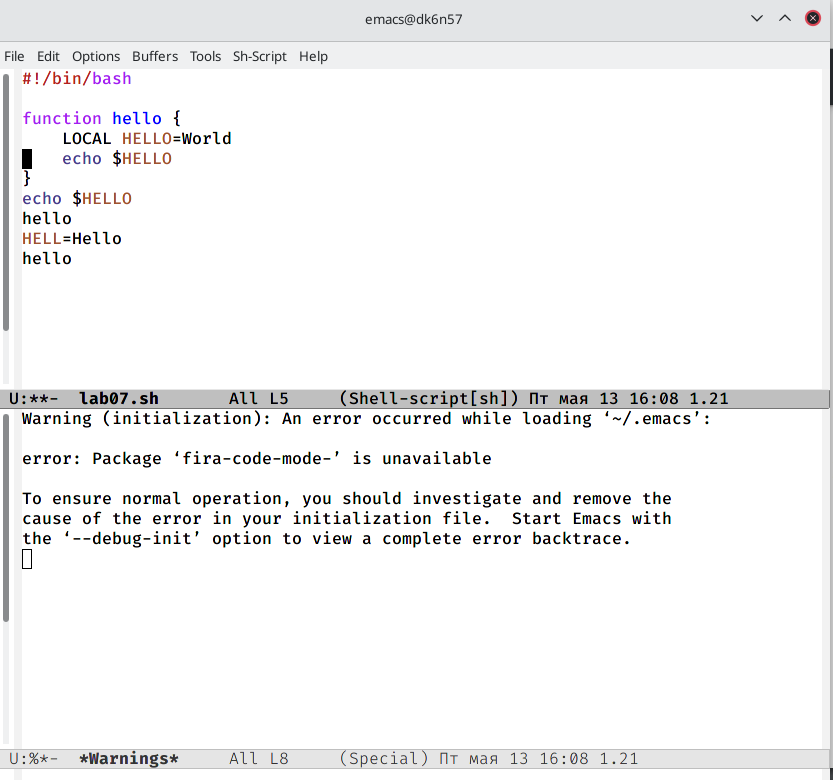 emacs@dk6n57
File Edit Options Buffers Tools Sh-Script Help
#!/bin/bash
function hello {
    LOCAL HELLO=World
    echo $HELLO
}
echo $HELLO
hello
HELL=Hello
hello
U:**-  lab07.sh       All L5     (Shell-script[sh]) Пт мая 13 16:08 1.21
Warning (initialization): An error occurred while loading ‘~/.emacs’:
error: Package ‘fira-code-mode-’ is unavailable
To ensure normal operation, you should investigate and remove the
cause of the error in your initialization file.  Start Emacs with
the ‘--debug-init’ option to view a complete error backtrace.
U:%*-  *Warnings*     All L8     (Special) Пт мая 13 16:08 1.21